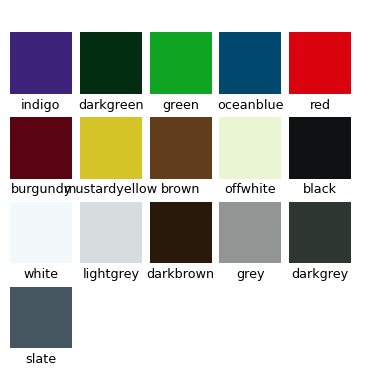 indigo darkgreen green oceanblue red
burgundy mustardyellow brown offwhite black
white lightgrey darkbrown grey darkgrey
slate